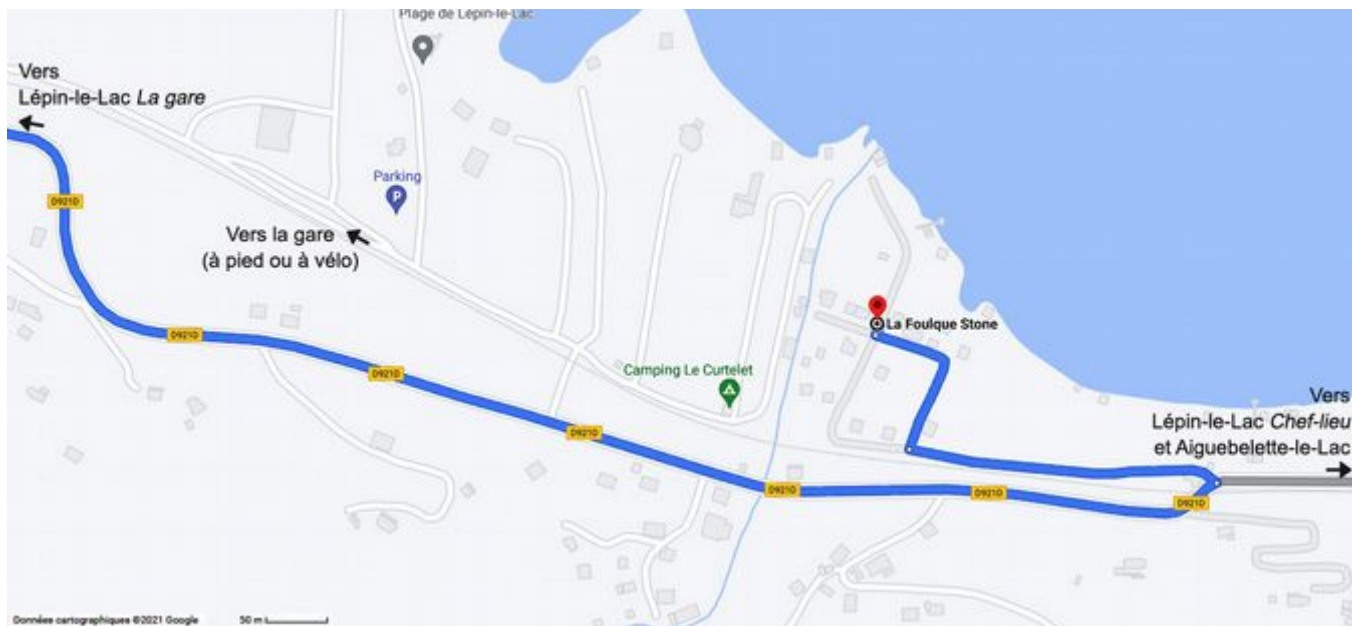 Plage de Lépin-le-Lac
Vers
Lépin-le-Lac La gare
D921D
Parking
P
Vers la gare
(à pied ou à vélo)
D921D
La Foulque Stone
D921D
Camping Le Curtelet
Vers
Lépin-le-Lac Chef-lieu
et Aiguebelette-le-Lac
D921D
D921D
D921D
D921D
Données cartographiques ©2021 Google
50 m